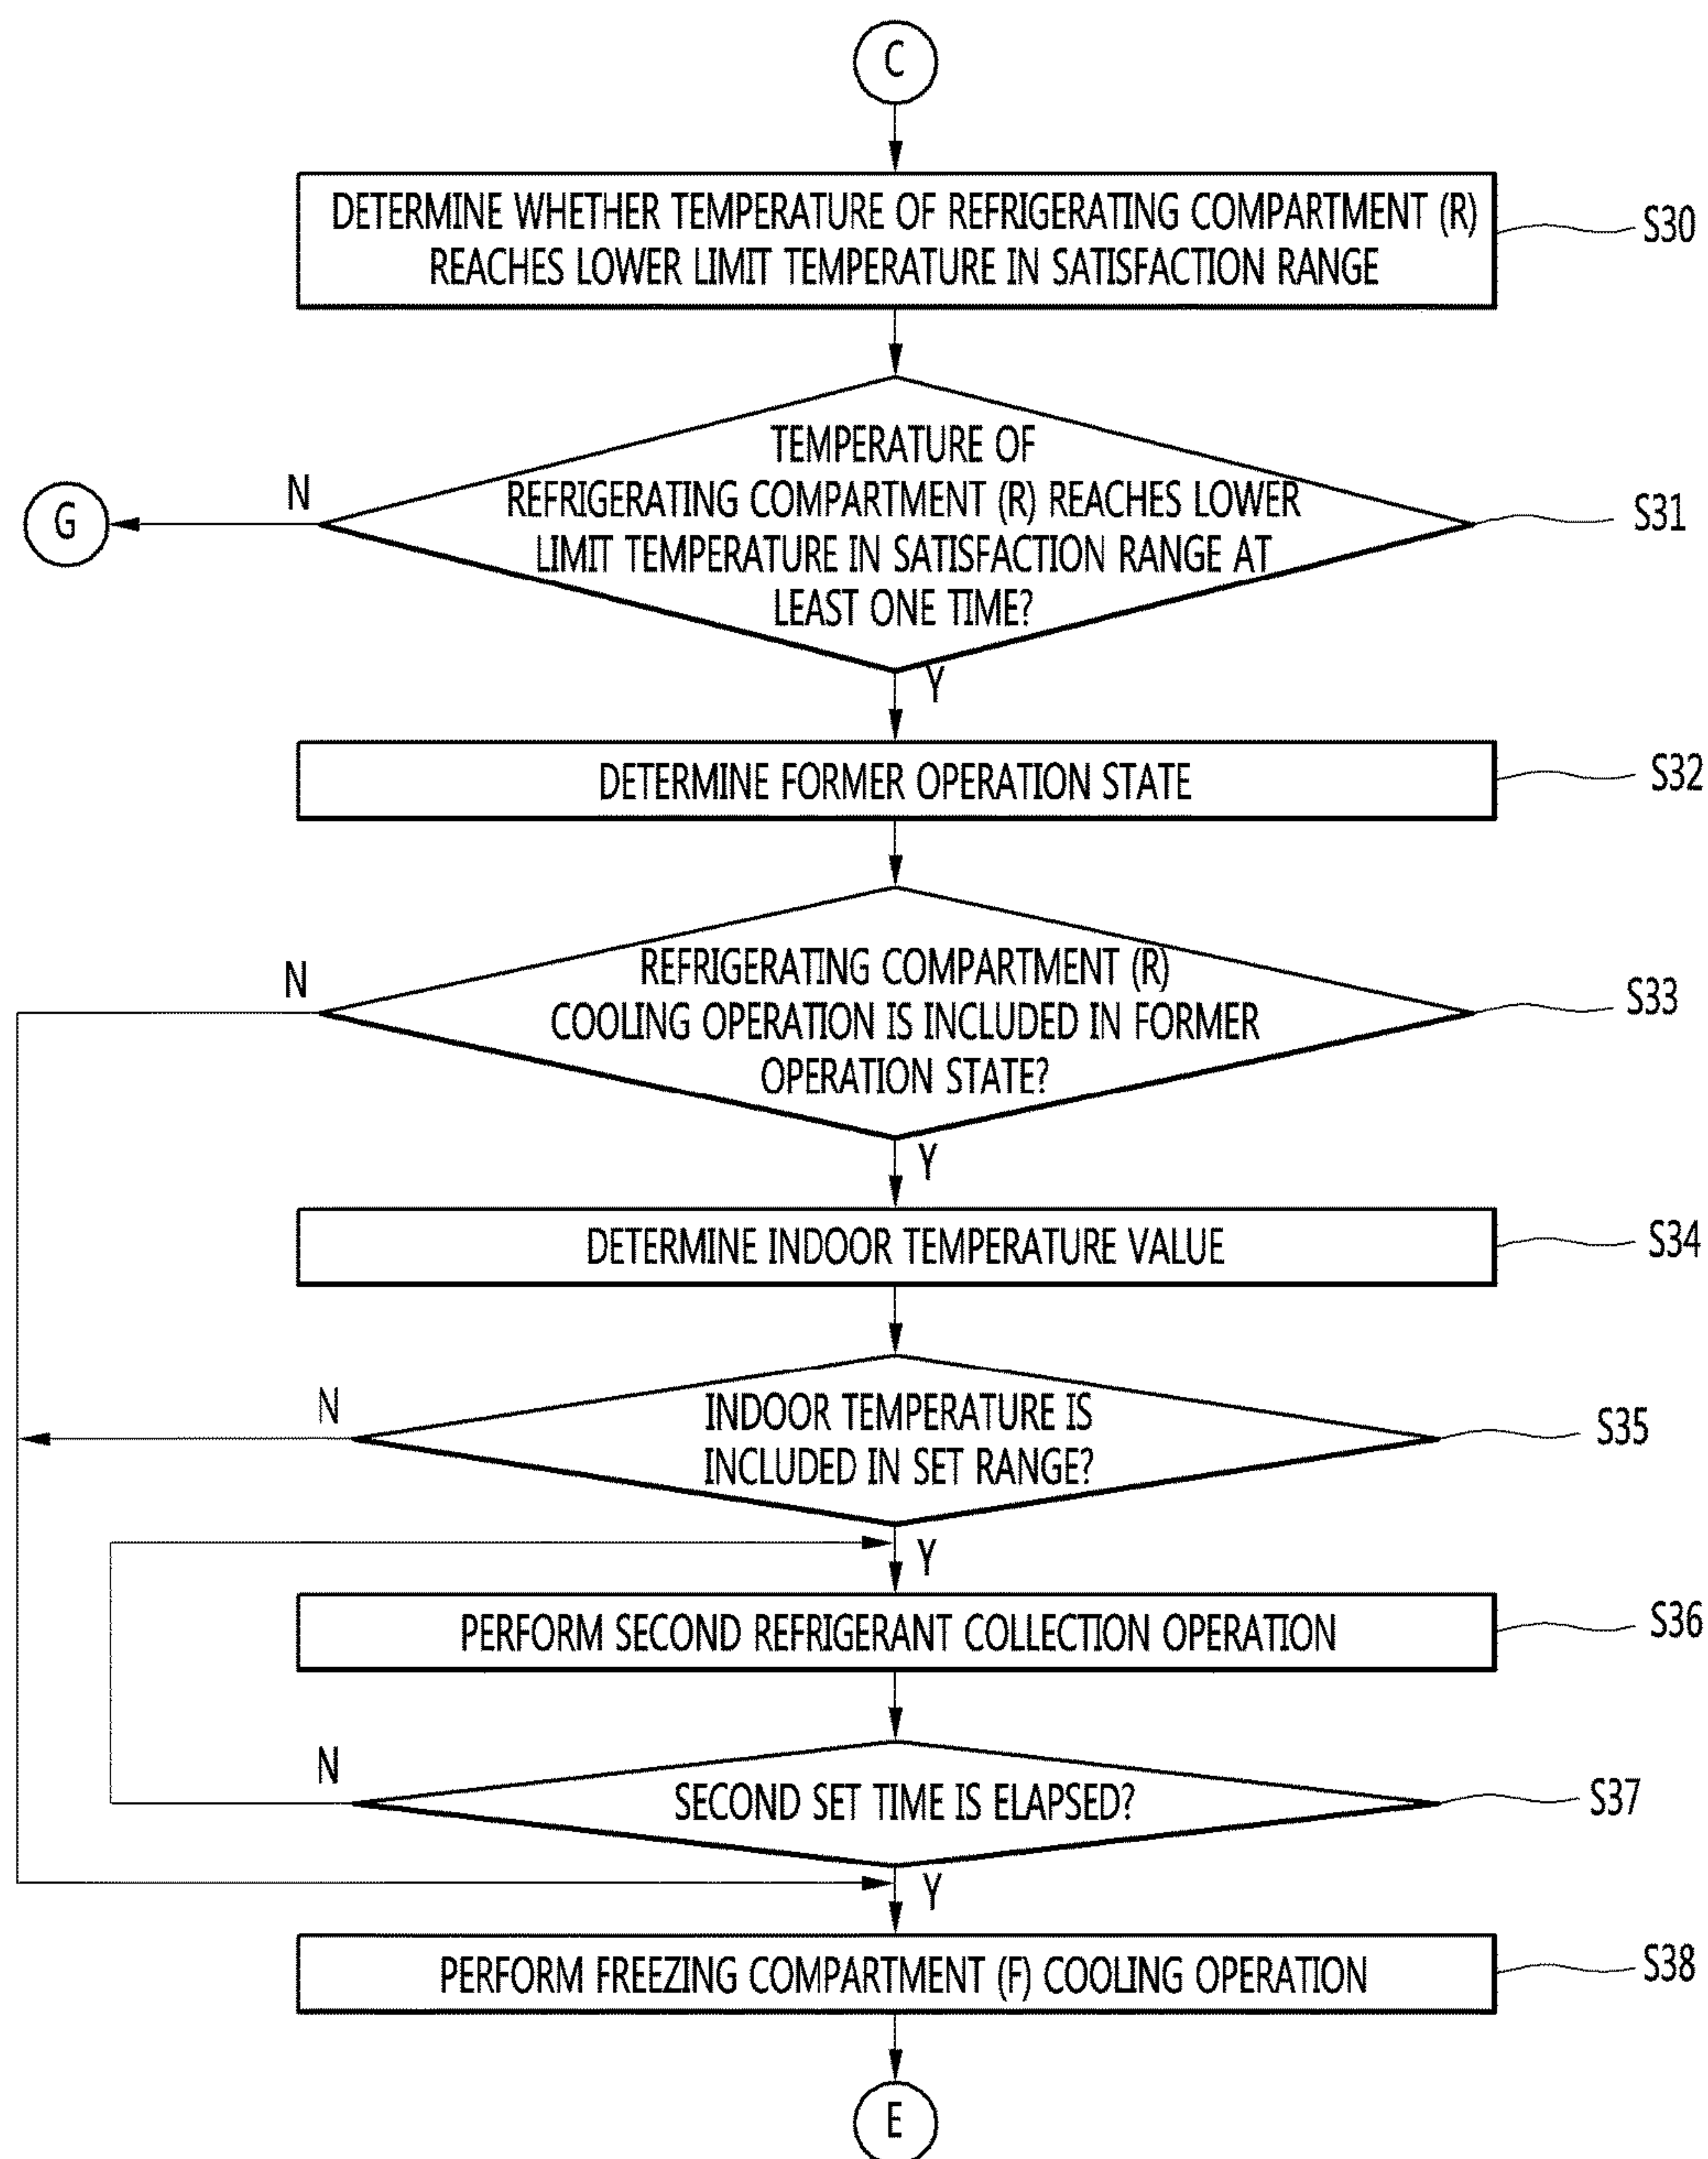 C
DETERMINE WHETHER TEMPERATURE OF REFRIGERATING COMPARTMENT (R)
REACHES LOWER LIMIT TEMPERATURE IN SATISFACTION RANGE
S30
TEMPERATURE OF
REFRIGERATING COMPARTMENT (R) REACHES LOWER
LIMIT TEMPERATURE IN SATISFACTION RANGE AT
LEAST ONE TIME?
S31
N
G
Y
DETERMINE FORMER OPERATION STATE
S32
REFRIGERATING COMPARTMENT (R)
COOLING OPERATION IS INCLUDED IN FORMER
OPERATION STATE?
S33
N
Y
DETERMINE INDOOR TEMPERATURE VALUE
S34
INDOOR TEMPERATURE IS
INCLUDED IN SET RANGE?
S35
N
Y
PERFORM SECOND REFRIGERANT COLLECTION OPERATION
S36
SECOND SET TIME IS ELAPSED?
S37
N
Y
PERFORM FREEZING COMPARTMENT (F) COOLING OPERATION
S38
E